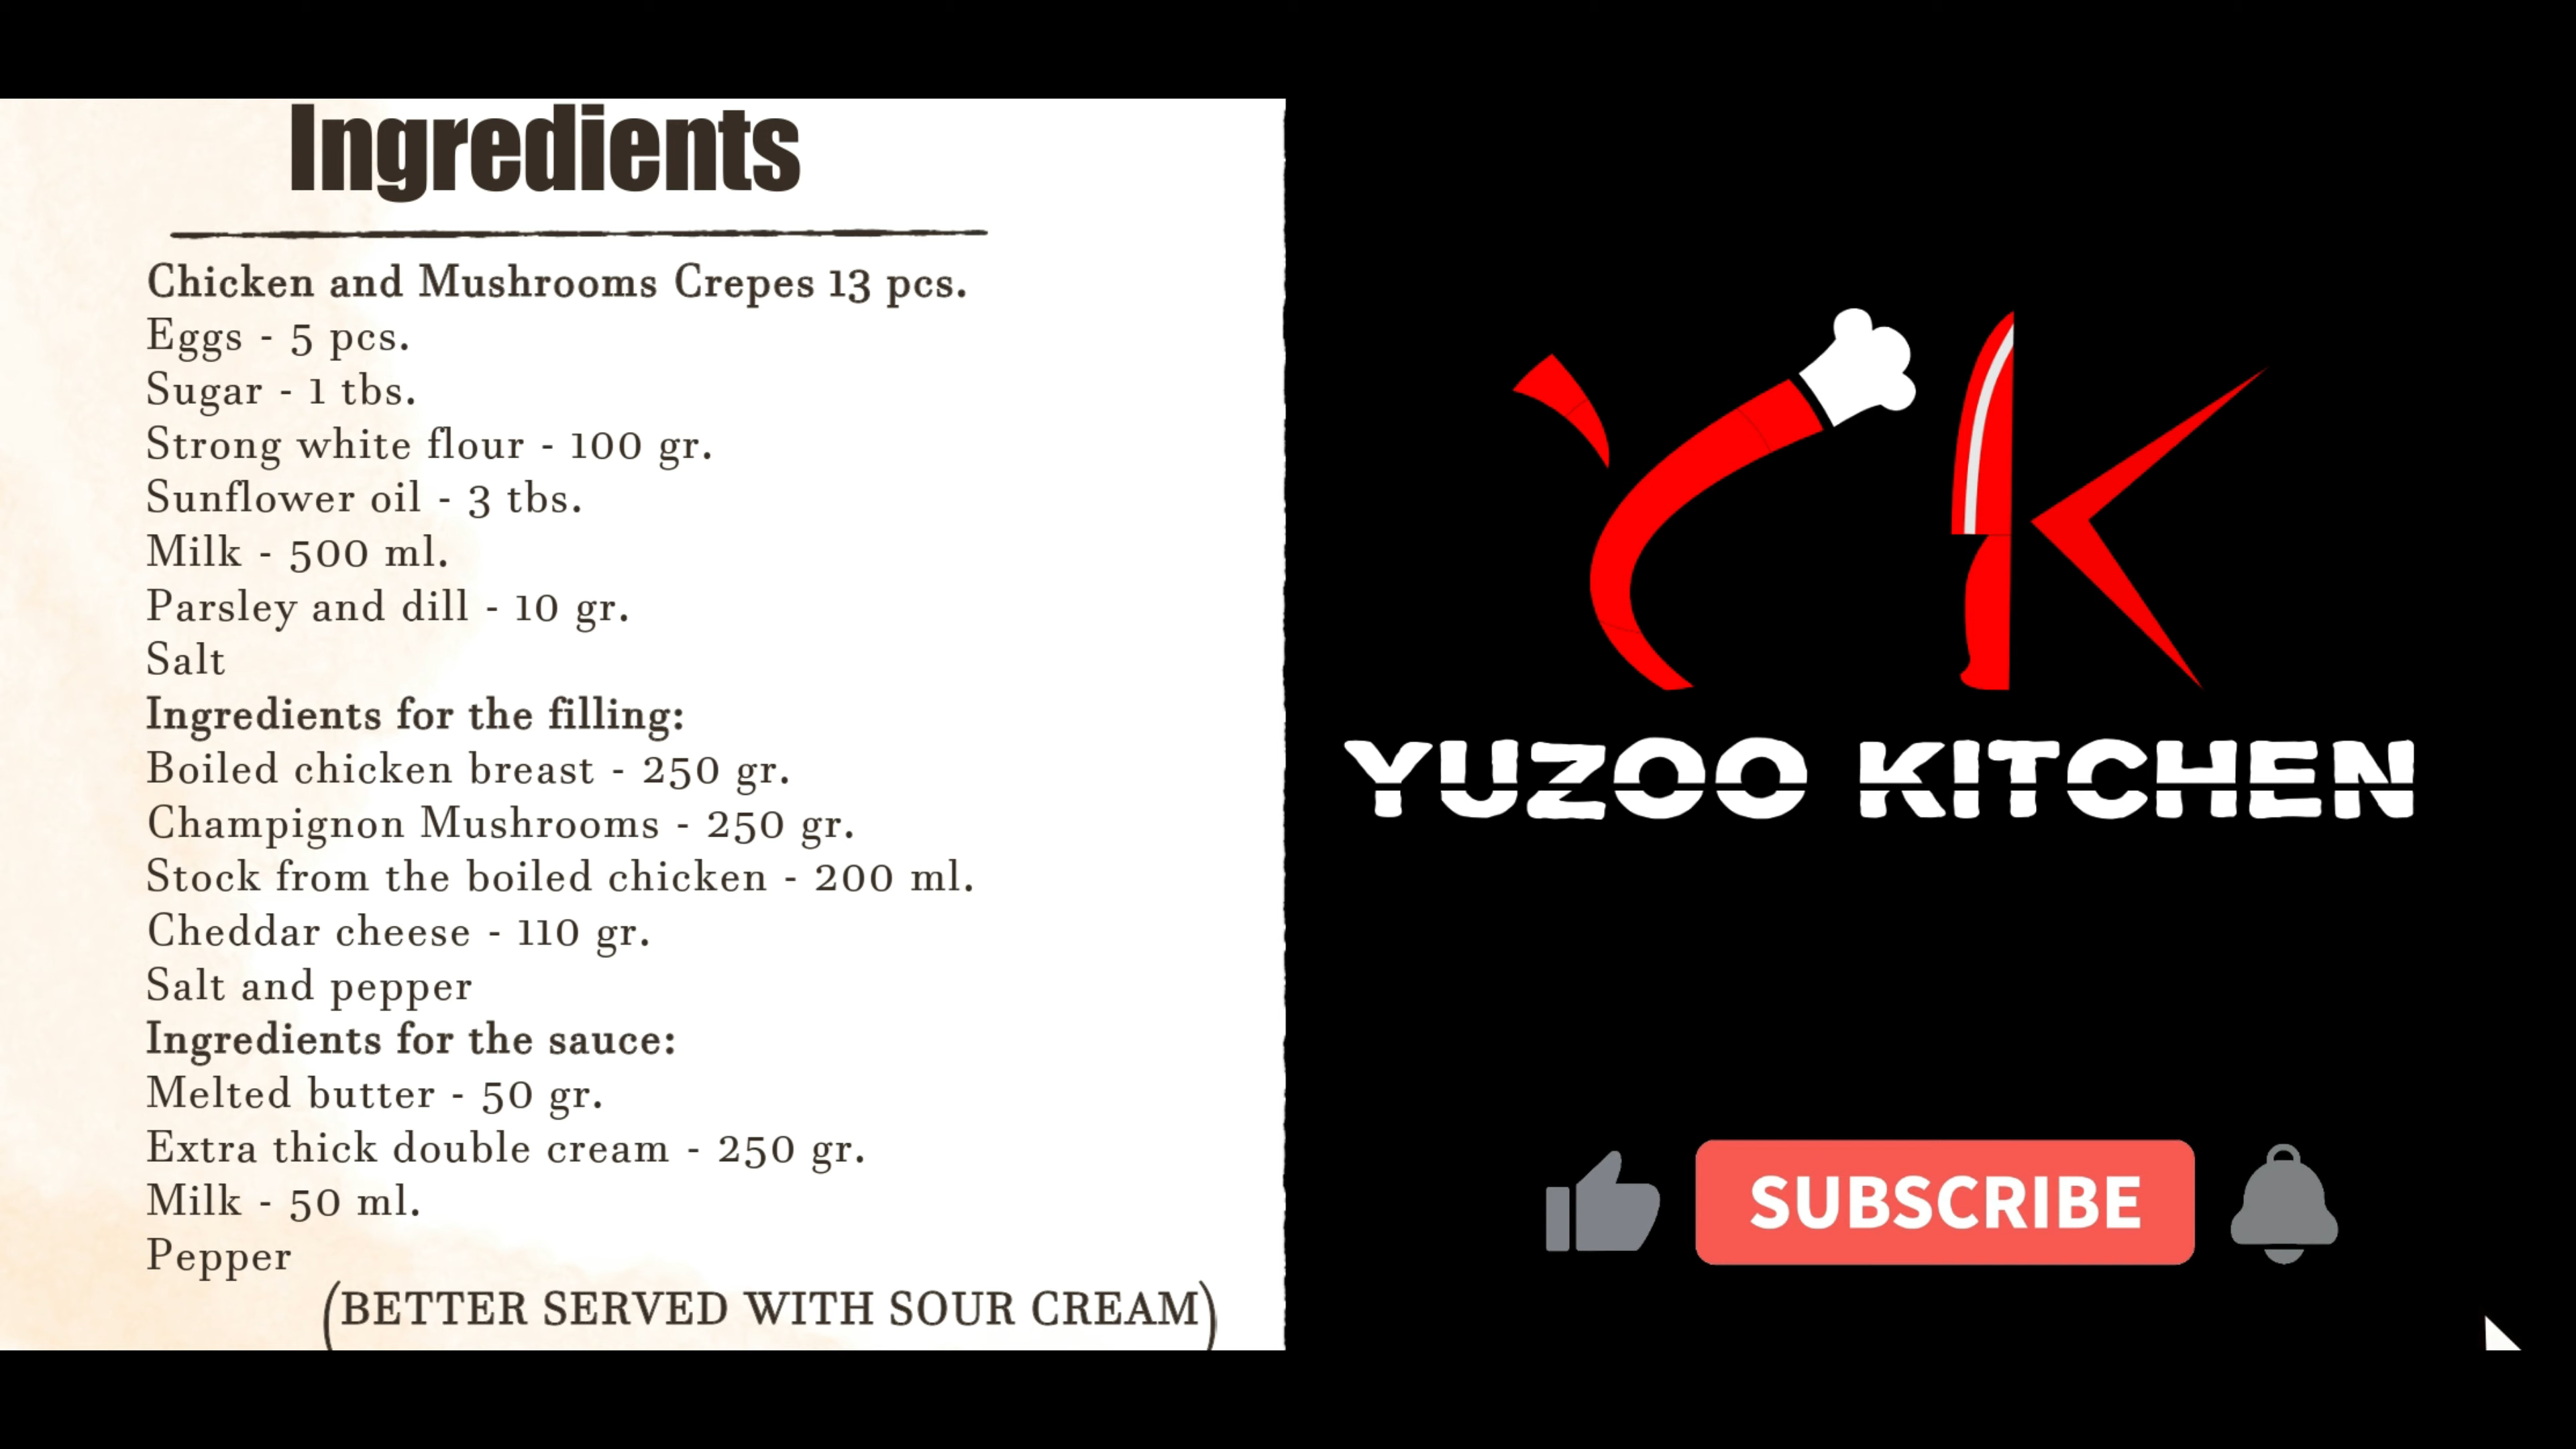 Ingredients
Chicken and Mushrooms Crepes 13 pcs.
Eggs - 5 pcs.
Sugar - 1 tbs.
Strong white flour - 100 gr.
Sunflower oil - 3 tbs.
Milk - 500 ml.
Parsley and dill - 10 gr.
Salt
Ingredients for the filling:
Boiled chicken breast - 250 gr.
Champignon Mushrooms - 250 gr.
Stock from the boiled chicken - 200 ml.
Cheddar cheese - 110 gr.
Salt and pepper
Ingredients for the sauce:
Melted butter - 50 gr.
Extra thick double cream - 250 gr.
Milk - 50 ml.
Pepper
(BETTER SERVED WITH SOUR CREAM)
YK
YUZOO KITCHEN
SUBSCRIBE